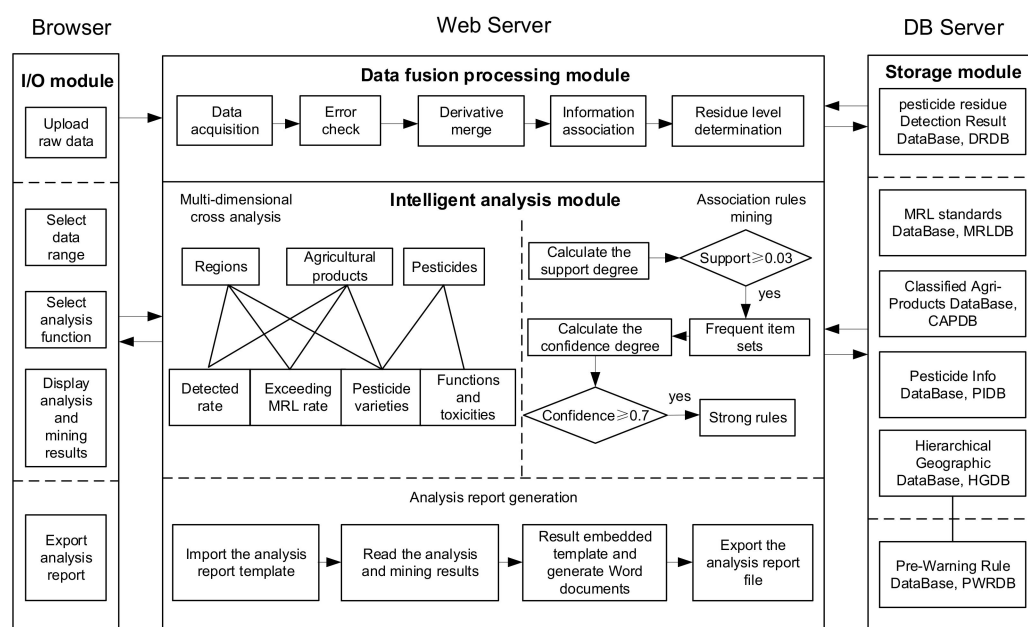 Browser
Web Server
DB Server
I/O module
Upload
raw data
Select
data
range
Select
analysis
function
Display
analysis
and
mining
results
Export
analysis
report
Data fusion processing module
Data
acquisition
Error
check
Derivative
merge
Information
association
Residue level
determination
Intelligent analysis module
Multi-dimensional
cross analysis
Regions
Agricultural
products
Pesticides
Detected
rate
Exceeding
MRL rate
Pesticide
varieties
Functions
and
toxicities
Association rules
mining
Calculate the
support degree
Support≥0.03
yes
Frequent item
sets
Calculate the
confidence degree
Confidence≥0.7
yes
Strong rules
Analysis report generation
Import the analysis
report template
Read the analysis
and mining results
Result embedded
template and
generate Word
documents
Export the
analysis report
file
Storage module
pesticide residue
Detection Result
DataBase, DRDB
MRL standards
DataBase, MRLDB
Classified Agri-
Products DataBase,
CAPDB
Pesticide Info
DataBase, PIDB
Hierarchical
Geographic
DataBase, HGDB
Pre-Warning Rule
DataBase, PWRDB